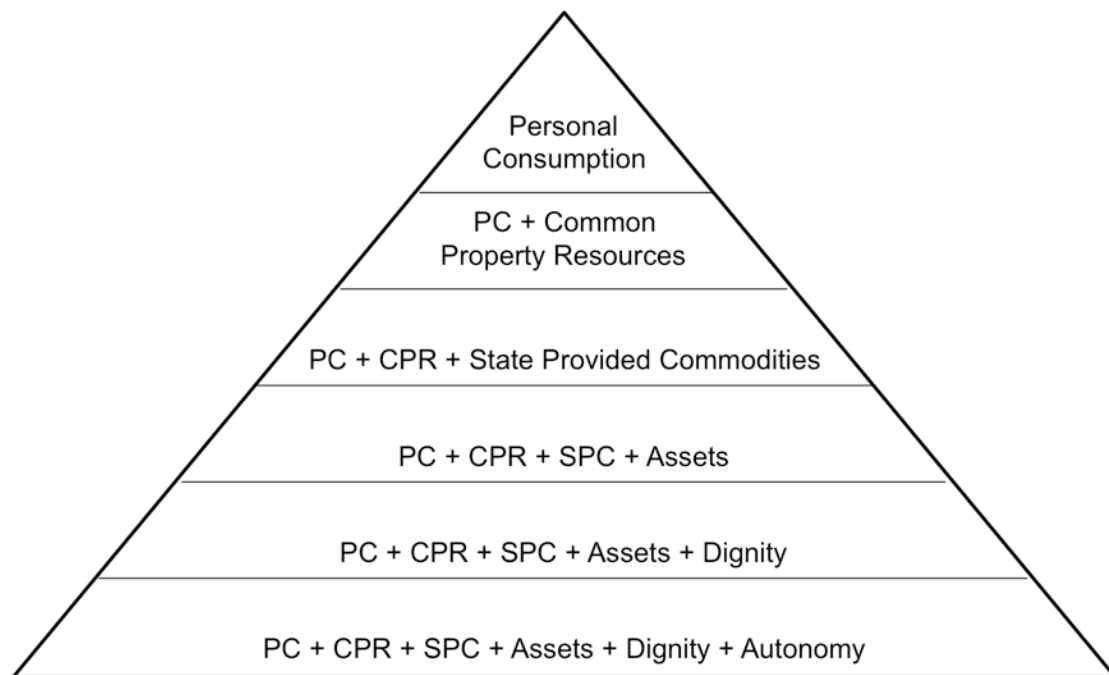 Personal
Consumption
PC + Common
Property Resources
PC + CPR + State Provided Commodities
PC + CPR + SPC + Assets
PC + CPR + SPC + Assets + Dignity
PC + CPR + SPC + Assets + Dignity + Autonomy